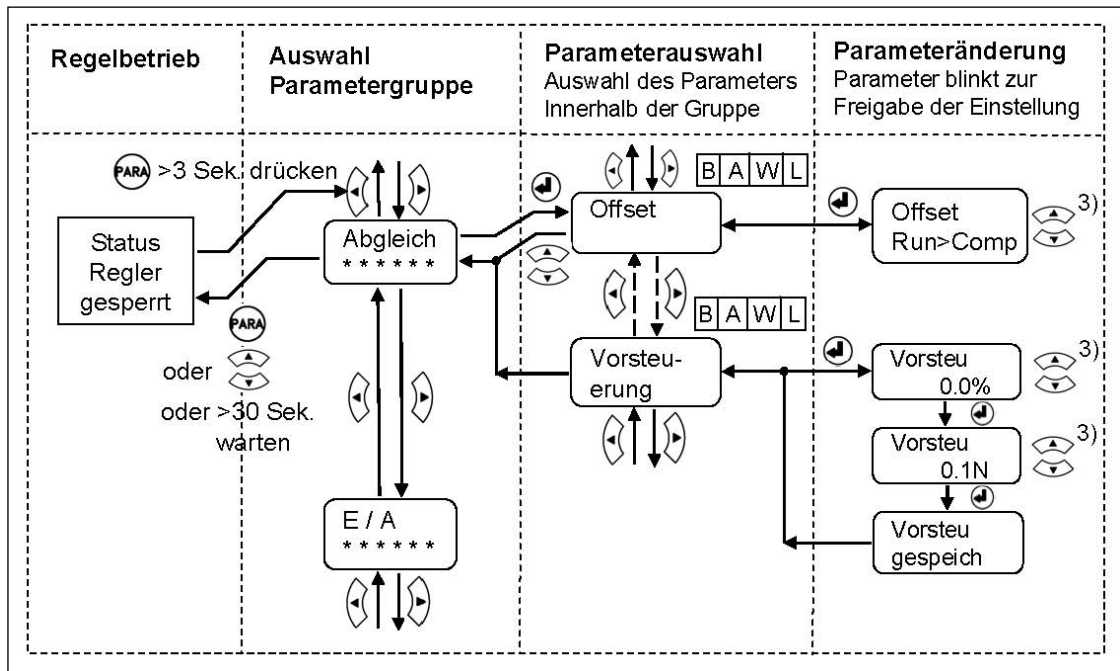 Regelbetrieb
Auswahl
Parametergruppe
Parameterauswahl
Auswahl des Parameters
Innerhalb der Gruppe
Parameteränderung
Parameter blinkt zur
Freigabe der Einstellung
PARA >3 Sek. drücken
Status
Regler
gesperrt
PARA
oder
oder >30 Sek.
warten
Abgleich
* * * * * *
E / A
* * * * * *
B A W L
Offset
B A W L
Vorsteu-
erung
Offset
Run>Comp
3)
Vorsteu
0.0%
3)
Vorsteu
0.1N
3)
Vorsteu
gespeich